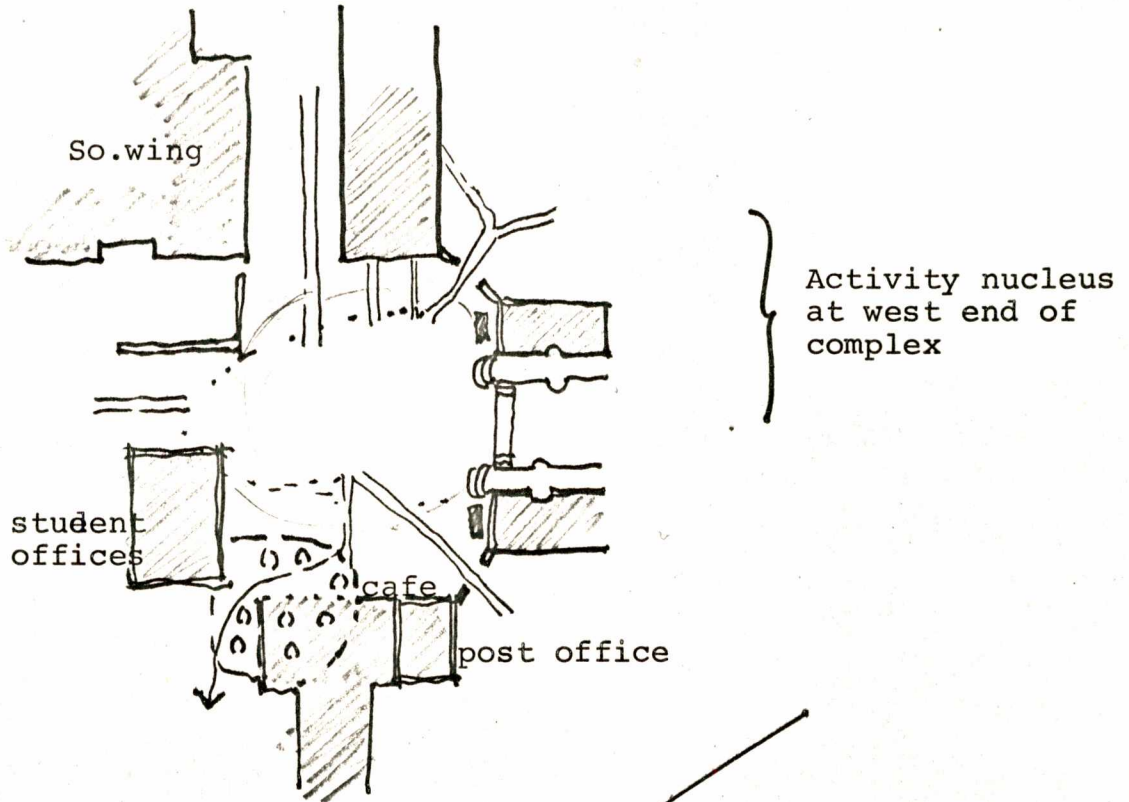 So.wing
Activity nucleus
at west end of
complex
student
offices
cafe
post office